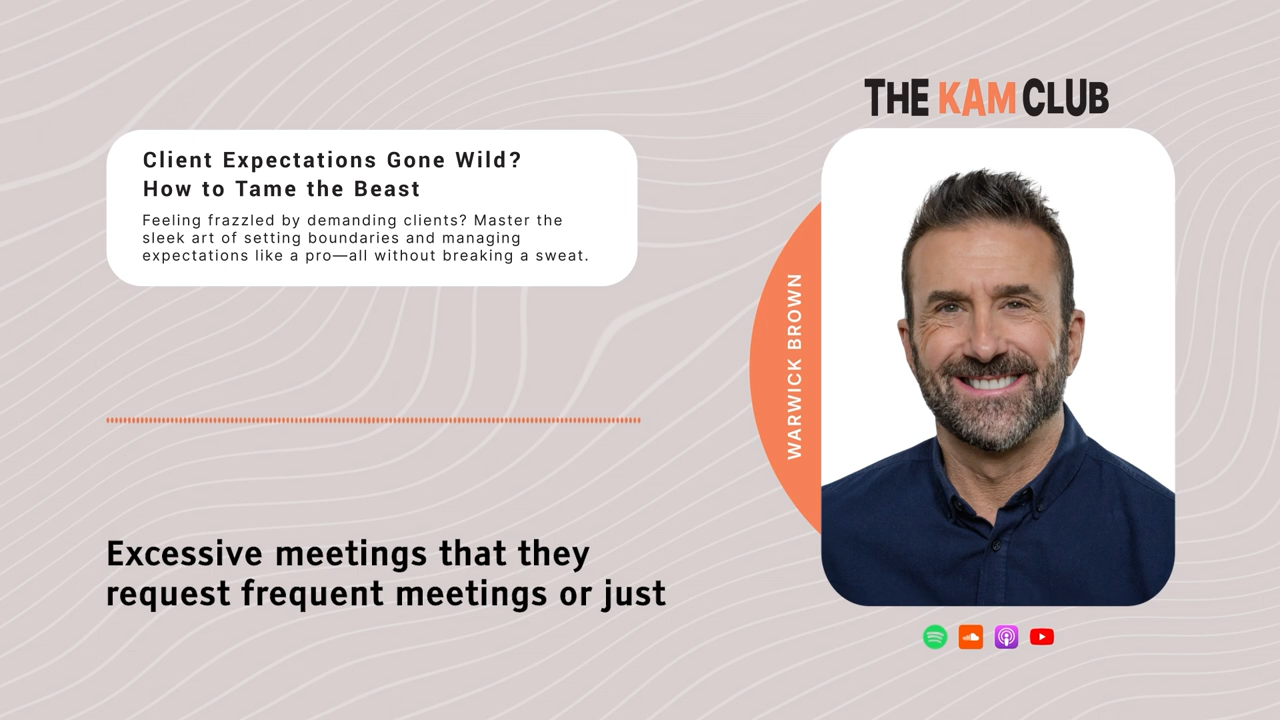 THE KAM CLUB
Client Expectations Gone Wild?
How to Tame the Beast
Feeling frazzled by demanding clients? Master the
sleek art of setting boundaries and managing
expectations like a pro—all without breaking a sweat.
WARWICK BROWN
Excessive meetings that they
request frequent meetings or just